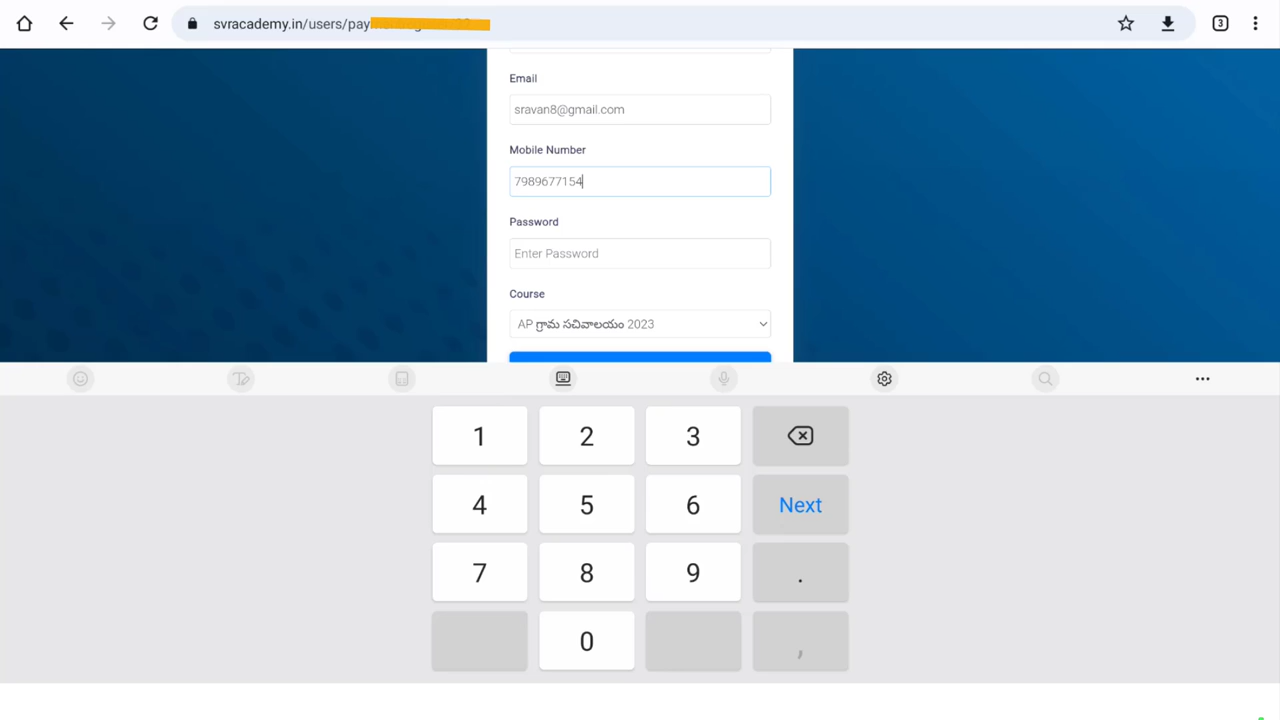 svracademy.in/users/pay
3
Email
sravan8@gmail.com
Mobile Number
7989677154
Password
Enter Password
Course
AP గ్రామ సచివాలయం 2023
1 2 3
4 5 6 Next
7 8 9 .
0 ,